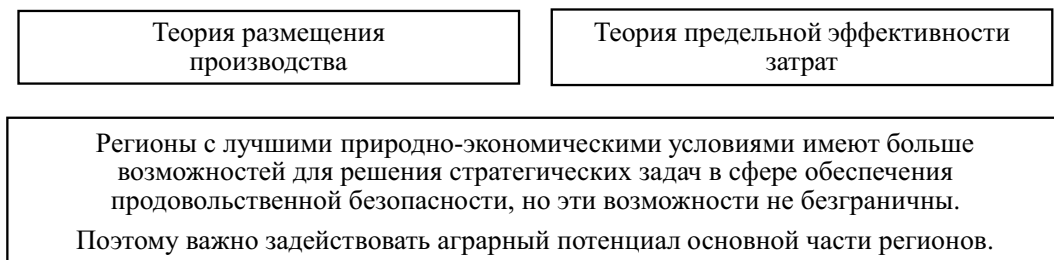 Теория размещения
производства
Теория предельной эффективности
затрат
Регионы с лучшими природно-экономическими условиями имеют больше
возможностей для решения стратегических задач в сфере обеспечения
продовольственной безопасности, но эти возможности не безграничны.
Поэтому важно задействовать аграрный потенциал основной части регионов.